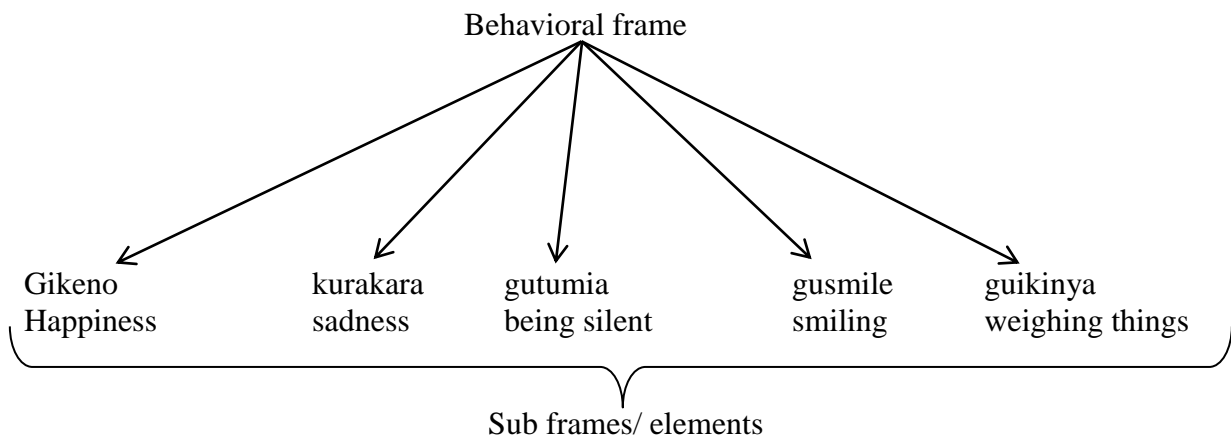 Behavioral frame
Gikeno kurakara gutumia gusmile guikinya
Happiness sadness being silent smiling weighing things
Sub frames/ elements